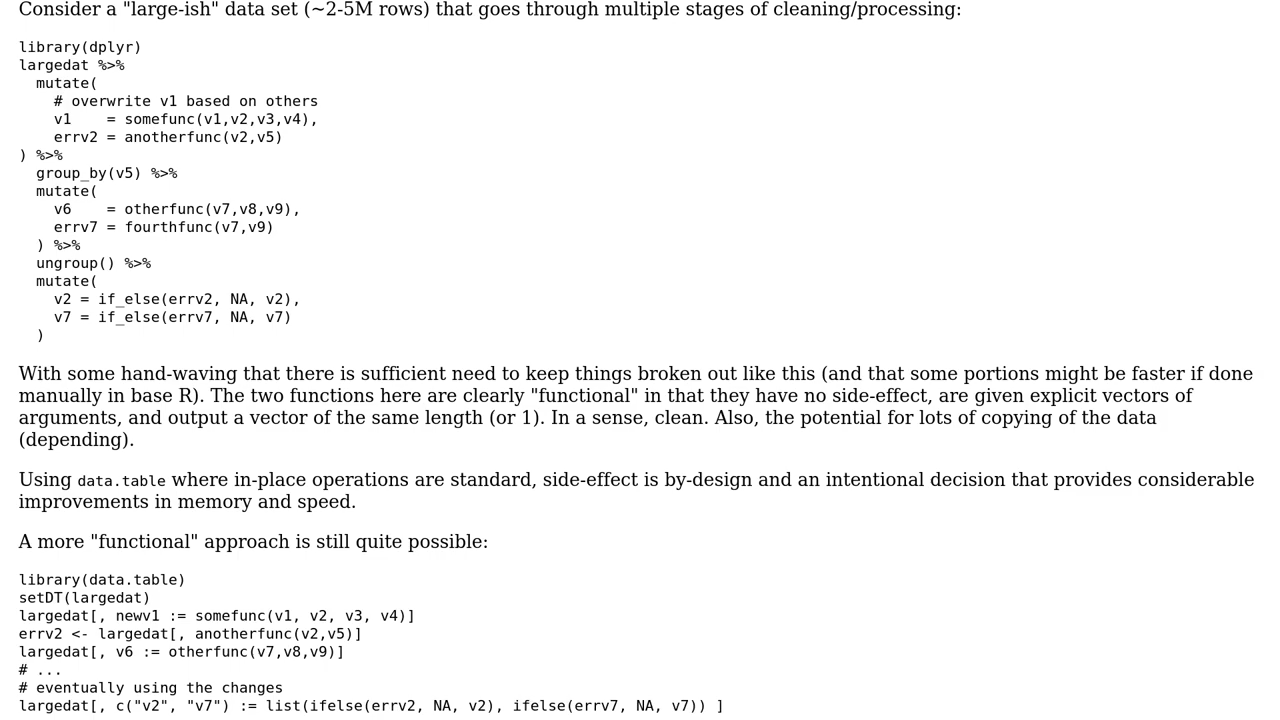 Consider a "large-ish" data set (~2-5M rows) that goes through multiple stages of cleaning/processing:
library(dplyr)
largedat %>%
  mutate(
    # overwrite v1 based on others
    v1    = somefunc(v1,v2,v3,v4),
    errv2 = anotherfunc(v2,v5)
) %>%
  group_by(v5) %>%
  mutate(
    v6    = otherfunc(v7,v8,v9),
    errv7 = fourthfunc(v7,v9)
  ) %>%
  ungroup() %>%
  mutate(
    v2 = if_else(errv2, NA, v2),
    v7 = if_else(errv7, NA, v7)
  )
With some hand-waving that there is sufficient need to keep things broken out like this (and that some portions might be faster if done
manually in base R). The two functions here are clearly "functional" in that they have no side-effect, are given explicit vectors of
arguments, and output a vector of the same length (or 1). In a sense, clean. Also, the potential for lots of copying of the data
(depending).
Using data.table where in-place operations are standard, side-effect is by-design and an intentional decision that provides considerable
improvements in memory and speed.
A more "functional" approach is still quite possible:
library(data.table)
setDT(largedat)
largedat[, newv1 := somefunc(v1, v2, v3, v4)]
errv2 <- largedat[, anotherfunc(v2,v5)]
largedat[, v6 := otherfunc(v7,v8,v9)]
# ...
# eventually using the changes
largedat[, c("v2", "v7") := list(ifelse(errv2, NA, v2), ifelse(errv7, NA, v7)) ]